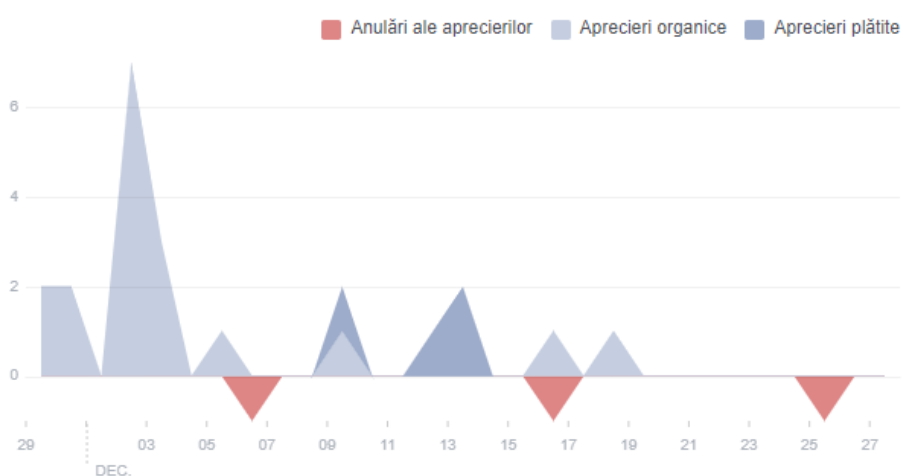 Anulări ale aprecierilor Aprecieri organice Aprecieri plătite
6
4
2
0
29 03 05 07 09 11 13 15 17 19 21 23 25 27
DEC.